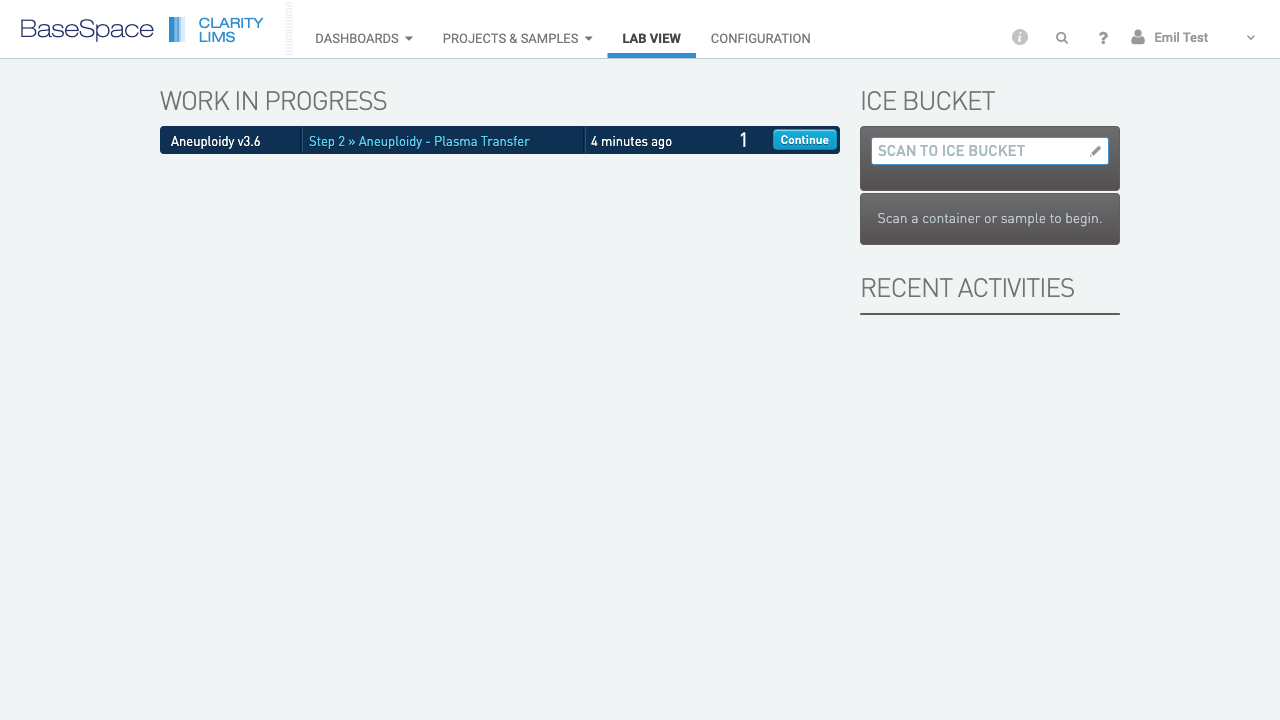 BaseSpace CLARITY LIMS
DASHBOARDS PROJECTS & SAMPLES LAB VIEW CONFIGURATION i ? Emil Test
WORK IN PROGRESS
Aneuploidy v3.6 Step 2 » Aneuploidy - Plasma Transfer 4 minutes ago 1 Continue
ICE BUCKET
SCAN TO ICE BUCKET
Scan a container or sample to begin.
RECENT ACTIVITIES